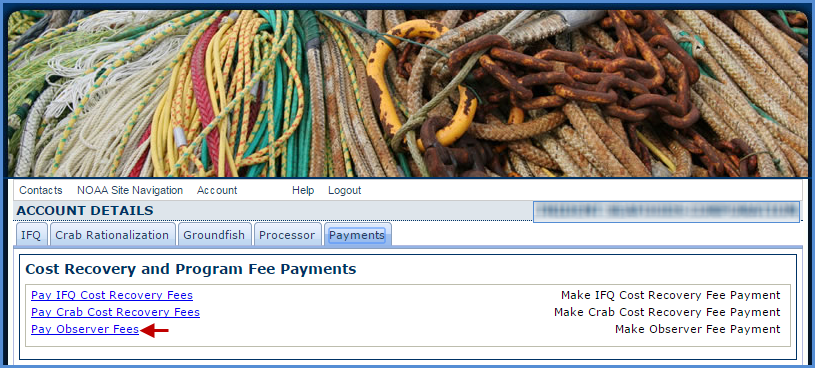 Contacts NOAA Site Navigation Account Help Logout
ACCOUNT DETAILS
IFQ Crab Rationalization Groundfish Processor Payments
Cost Recovery and Program Fee Payments
Pay IFQ Cost Recovery Fees Make IFQ Cost Recovery Fee Payment
Pay Crab Cost Recovery Fees Make Crab Cost Recovery Fee Payment
Pay Observer Fees Make Observer Fee Payment